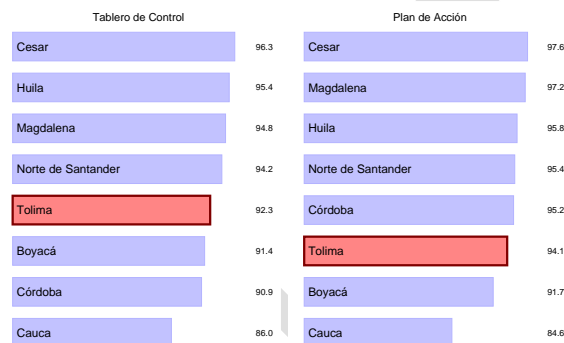 Tablero de Control
Cesar 96.3
Huila 95.4
Magdalena 94.8
Norte de Santander 94.2
Tolima 92.3
Boyacá 91.4
Córdoba 90.9
Cauca 86.0
Plan de Acción
Cesar 97.6
Magdalena 97.2
Huila 95.8
Norte de Santander 95.4
Córdoba 95.2
Tolima 94.1
Boyacá 91.7
Cauca 84.6